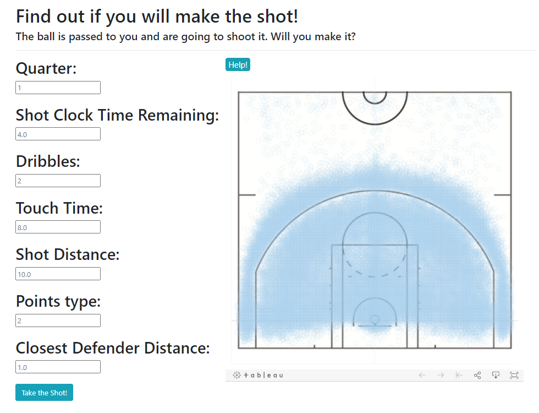 Find out if you will make the shot!
The ball is passed to you and are going to shoot it. Will you make it?
Quarter:
1
Shot Clock Time Remaining:
4.0
Dribbles:
2
Touch Time:
8.0
Shot Distance:
10.0
Points type:
2
Closest Defender Distance:
1.0
Take the Shot!
Help!
+ableau